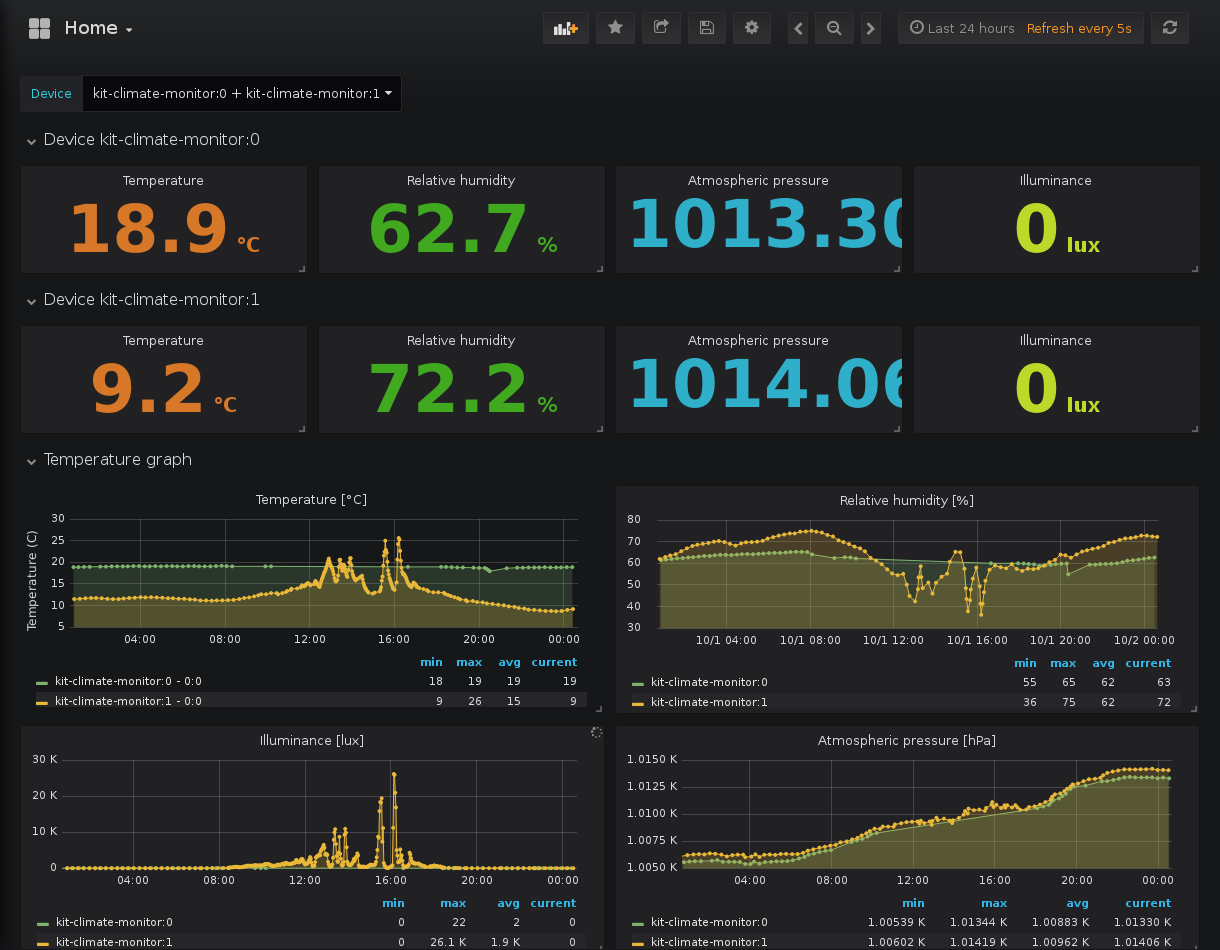 Home
Last 24 hours Refresh every 5s
Device kit-climate-monitor:0 + kit-climate-monitor:1
Device kit-climate-monitor:0
Temperature Relative humidity Atmospheric pressure Illuminance
18.9 °C 62.7 % 1013.30 0 lux
Device kit-climate-monitor:1
Temperature Relative humidity Atmospheric pressure Illuminance
9.2 °C 72.2 % 1014.06 0 lux
Temperature graph
Temperature [°C]
Temperature (C)
30
25
20
15
10
5
04:00 08:00 12:00 16:00 20:00 00:00
min max avg current
kit-climate-monitor:0 - 0:0 18 19 19 19
kit-climate-monitor:1 - 0:0 9 26 15 9
Relative humidity [%]
80
70
60
50
40
30
10/1 04:00 10/1 08:00 10/1 12:00 10/1 16:00 10/1 20:00 10/2 00:00
min max avg current
kit-climate-monitor:0 55 65 62 63
kit-climate-monitor:1 36 75 62 72
Illuminance [lux]
30 K
20 K
10 K
0
04:00 08:00 12:00 16:00 20:00 00:00
min max avg current
kit-climate-monitor:0 0 22 2 0
kit-climate-monitor:1 0 26.1 K 1.9 K 0
Atmospheric pressure [hPa]
1.0150 K
1.0125 K
1.0100 K
1.0075 K
1.0050 K
04:00 08:00 12:00 16:00 20:00 00:00
min max avg current
kit-climate-monitor:0 1.00539 K 1.01344 K 1.00883 K 1.01330 K
kit-climate-monitor:1 1.00602 K 1.01419 K 1.00962 K 1.01406 K